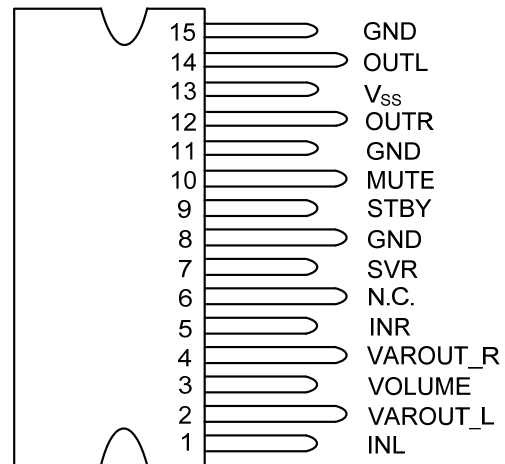 15 GND
14 OUTL
13 VSS
12 OUTR
11 GND
10 MUTE
9 STBY
8 GND
7 SVR
6 N.C.
5 INR
4 VAROUT_R
3 VOLUME
2 VAROUT_L
1 INL